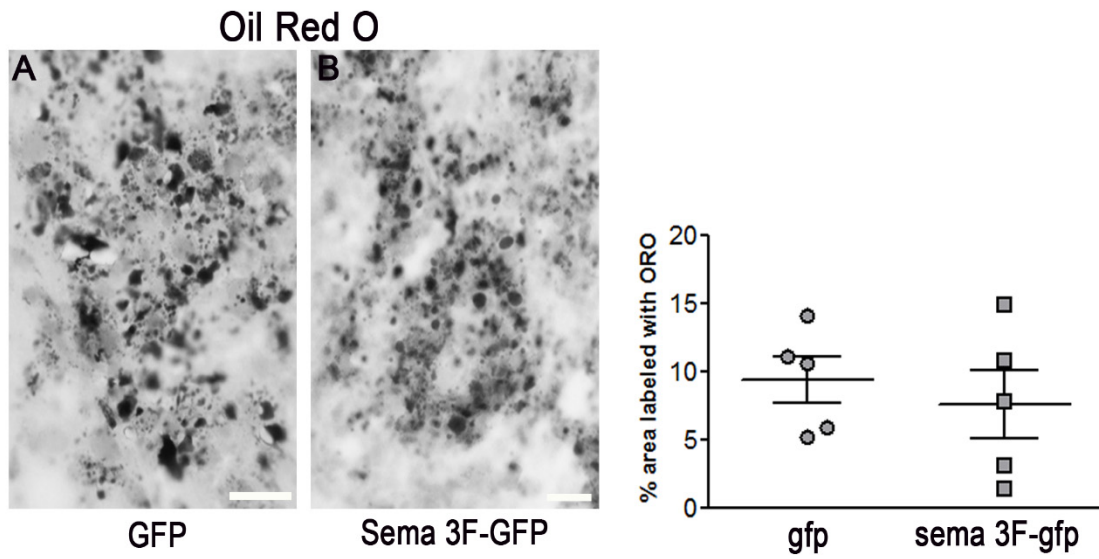 Oil Red O
A
B
GFP
Sema 3F-GFP
% area labeled with ORO
20
15
10
5
0
gfp
sema 3F-gfp